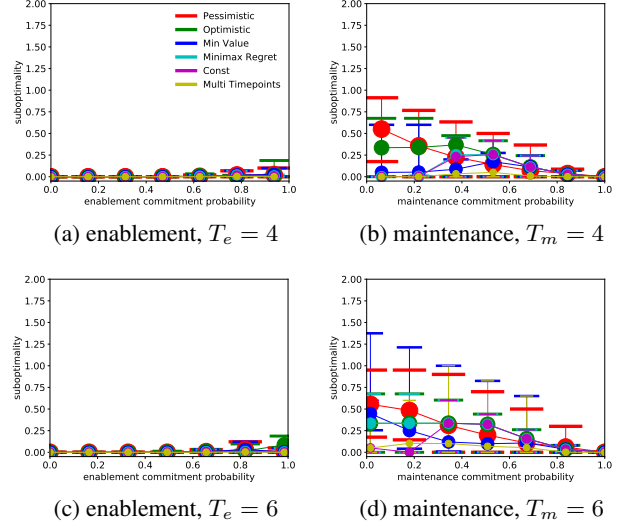 2.00
1.75
1.50
1.25
1.00
0.75
0.50
0.25
0.00
suboptimality
Pessimistic
Optimistic
Min Value
Minimax Regret
Const
Multi Timepoints
0.0 0.2 0.4 0.6 0.8 1.0
enablement commitment probability
(a) enablement, Te = 4
2.00
1.75
1.50
1.25
1.00
0.75
0.50
0.25
0.00
suboptimality
0.0 0.2 0.4 0.6 0.8 1.0
maintenance commitment probability
(b) maintenance, Tm = 4
2.00
1.75
1.50
1.25
1.00
0.75
0.50
0.25
0.00
suboptimality
0.0 0.2 0.4 0.6 0.8 1.0
enablement commitment probability
(c) enablement, Te = 6
2.00
1.75
1.50
1.25
1.00
0.75
0.50
0.25
0.00
suboptimality
0.0 0.2 0.4 0.6 0.8 1.0
maintenance commitment probability
(d) maintenance, Tm = 6